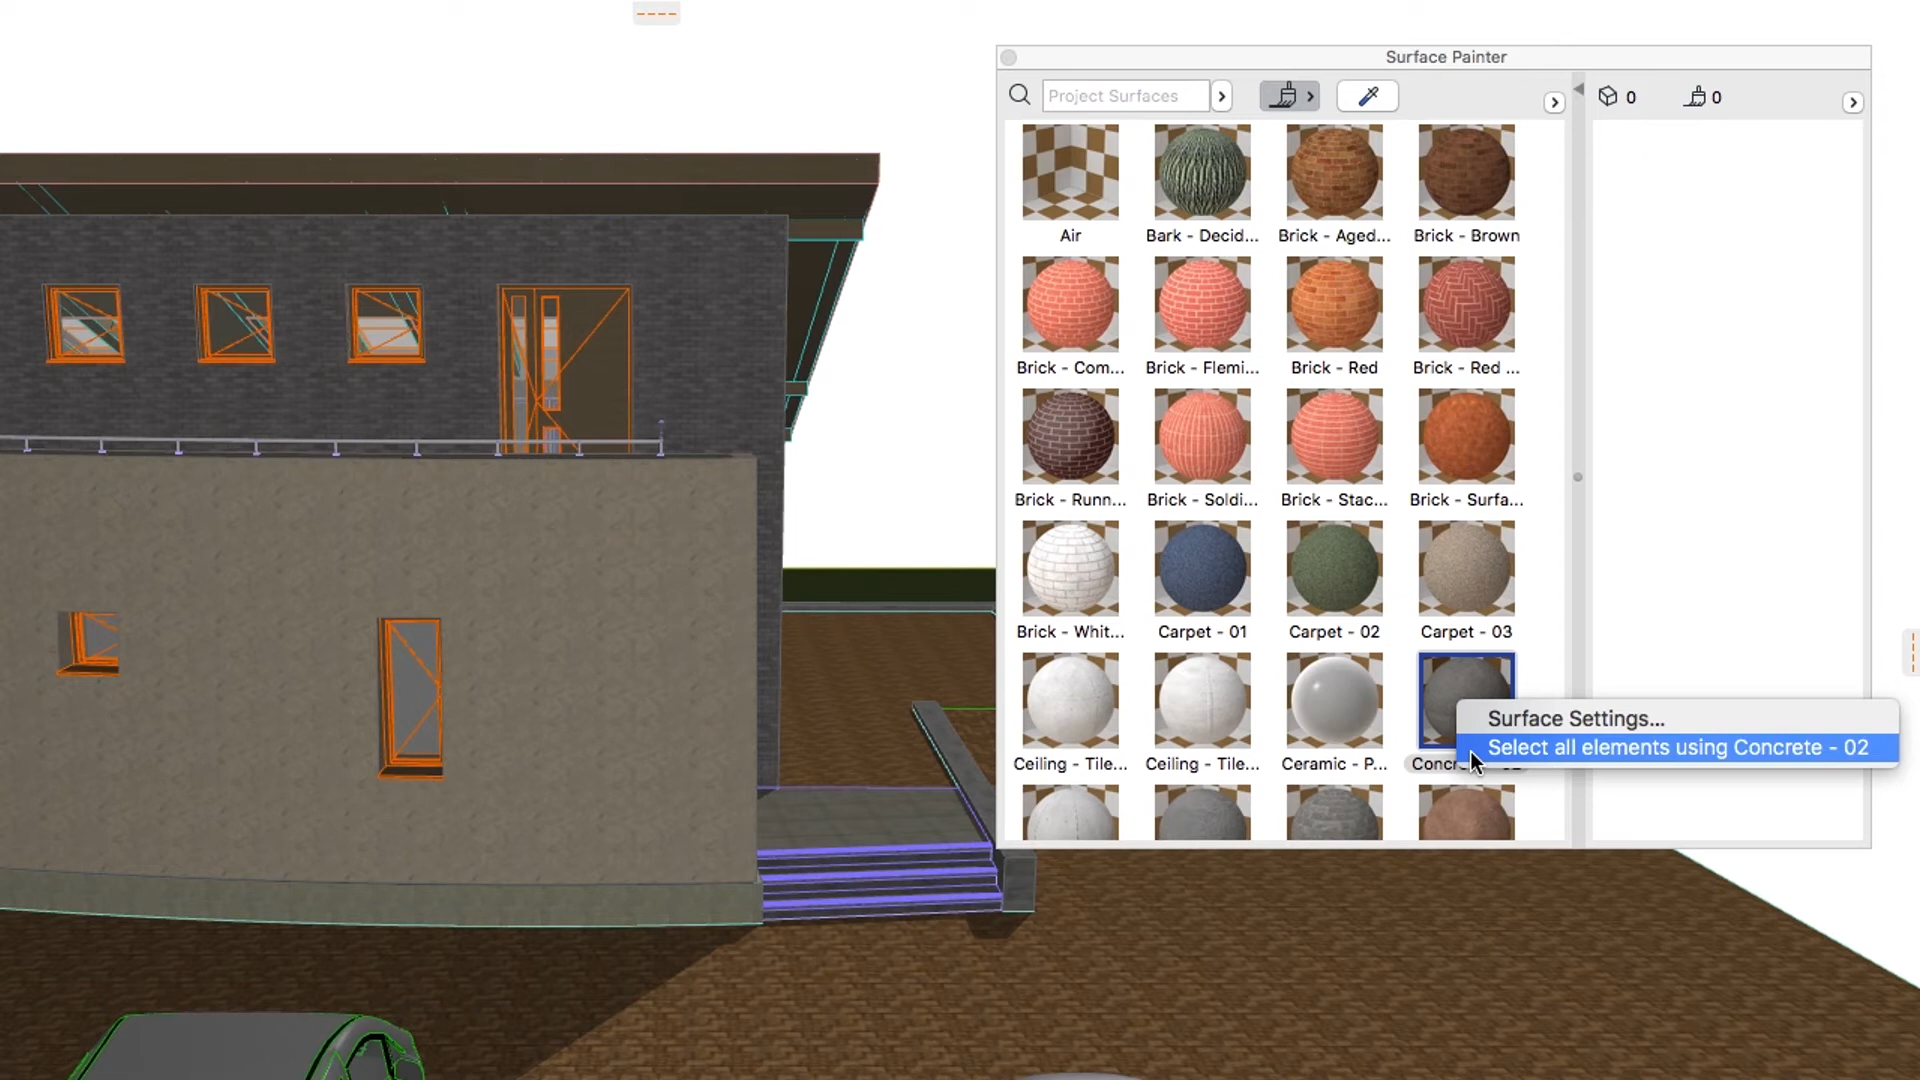 Surface Painter
Project Surfaces
0
0
Air
Bark - Decid...
Brick - Aged...
Brick - Brown
Brick - Com...
Brick - Flemi...
Brick - Red
Brick - Red ...
Brick - Runn...
Brick - Soldi...
Brick - Stac...
Brick - Surfa...
Brick - Whit...
Carpet - 01
Carpet - 02
Carpet - 03
Ceiling - Tile...
Ceiling - Tile...
Ceramic - P...
Surface Settings...
Select all elements using Concrete - 02